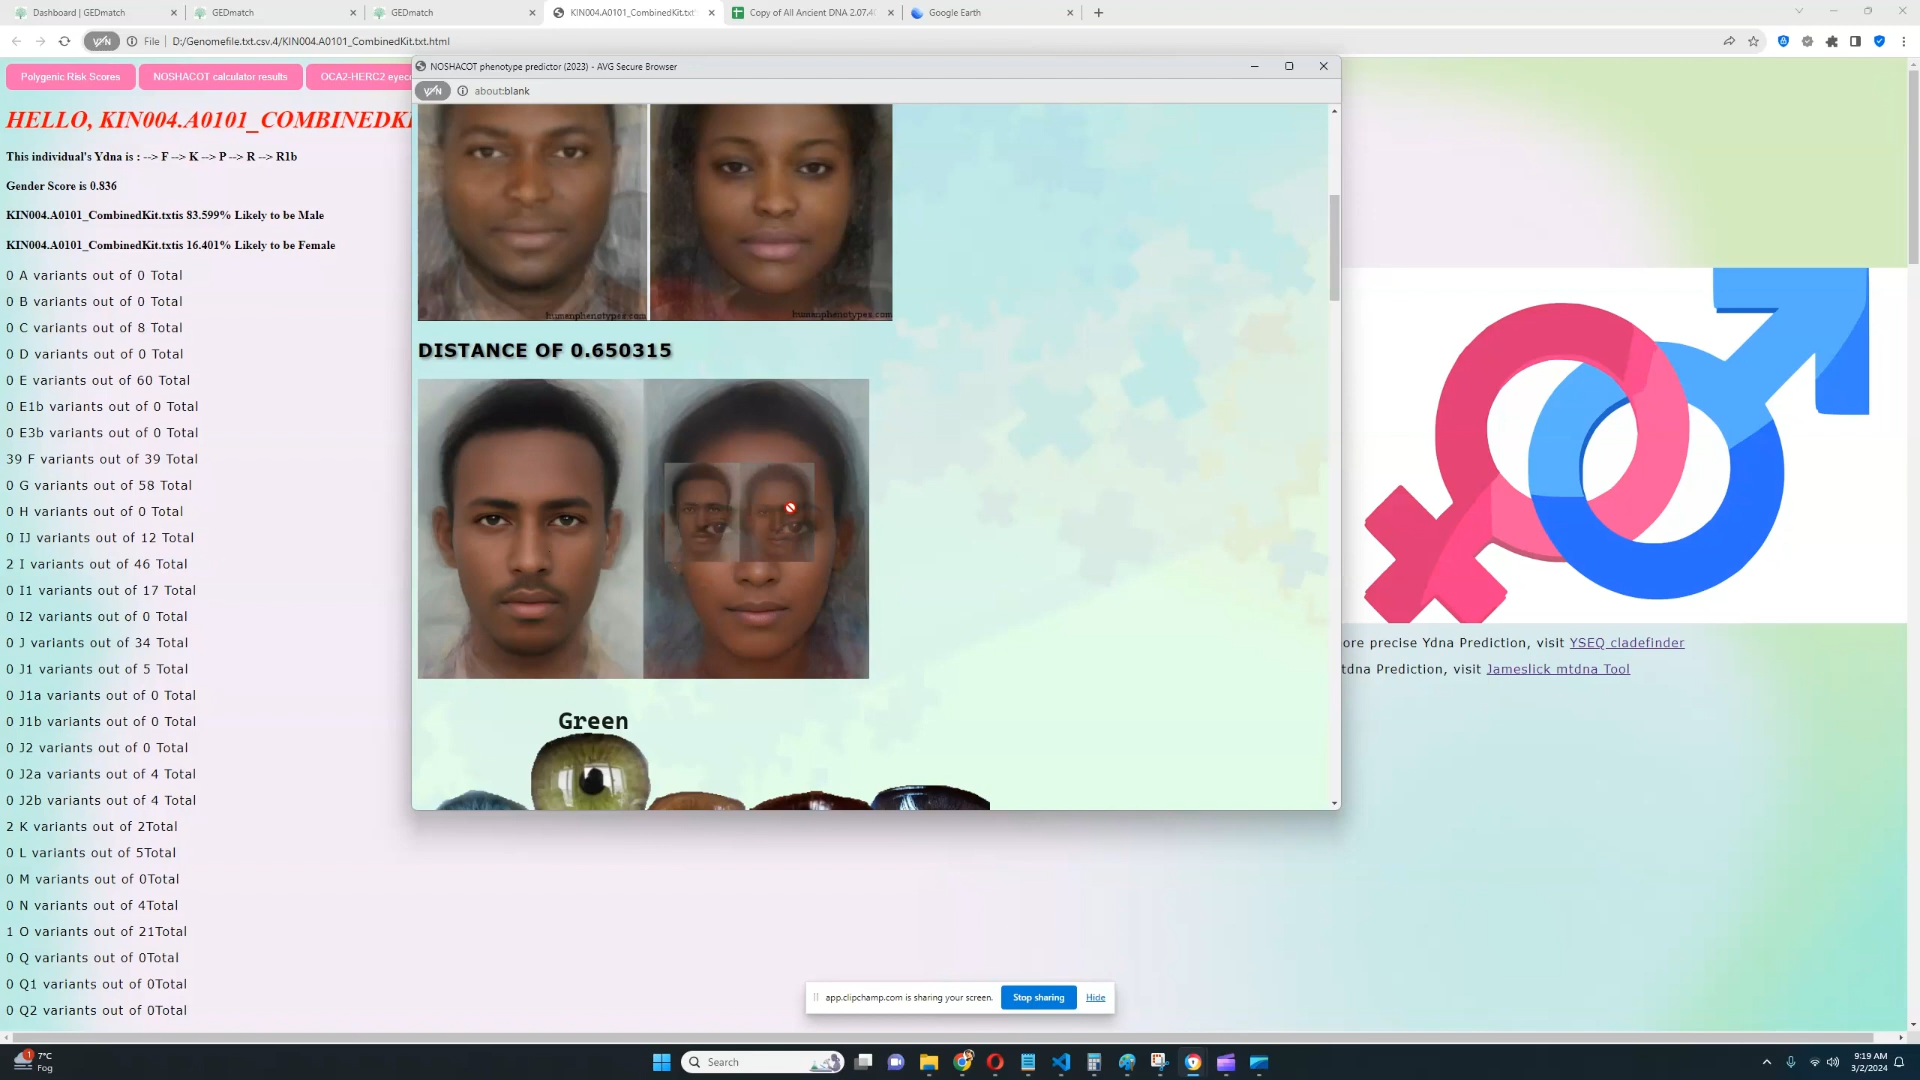 Dashboard | GEDmatch
GEDmatch
GEDmatch
KIN004.A0101_CombinedKit.txt
Copy of All Ancient DNA 2.07.40
Google Earth
VPN
File
D:/Genomefile.txt.csv.4/KIN004.A0101_CombinedKit.txt.html
Polygenic Risk Scores
NOSHACOT calculator results
OCA2-HERC2 eyec
HELLO, KIN004.A0101_COMBINEDKI
This individual's Ydna is : --> F --> K --> P --> R --> R1b
Gender Score is 0.836
KIN004.A0101_CombinedKit.txtis 83.599% Likely to be Male
KIN004.A0101_CombinedKit.txtis 16.401% Likely to be Female
0 A variants out of 0 Total
0 B variants out of 0 Total
0 C variants out of 8 Total
0 D variants out of 0 Total
0 E variants out of 60 Total
0 E1b variants out of 0 Total
0 E3b variants out of 0 Total
39 F variants out of 39 Total
0 G variants out of 58 Total
0 H variants out of 0 Total
0 IJ variants out of 12 Total
2 I variants out of 46 Total
0 I1 variants out of 17 Total
0 I2 variants out of 0 Total
0 J variants out of 34 Total
0 J1 variants out of 5 Total
0 J1a variants out of 0 Total
0 J1b variants out of 0 Total
0 J2 variants out of 0 Total
0 J2a variants out of 4 Total
0 J2b variants out of 4 Total
2 K variants out of 2Total
0 L variants out of 5Total
0 M variants out of 0Total
0 N variants out of 4Total
1 O variants out of 21Total
0 Q variants out of 0Total
0 Q1 variants out of 0Total
0 Q2 variants out of 0Total
NOSHACOT phenotype predictor (2023) - AVG Secure Browser
VPN
about:blank
humanphenotypes.com
humanphenotypes.com
DISTANCE OF 0.650315
Green
ore precise Ydna Prediction, visit YSEQ cladefinder
tdna Prediction, visit Jameslick mtdna Tool
app.clipchamp.com is sharing your screen.
Stop sharing
Hide
1
7°C
Fog
Search
9:19 AM
3/2/2024